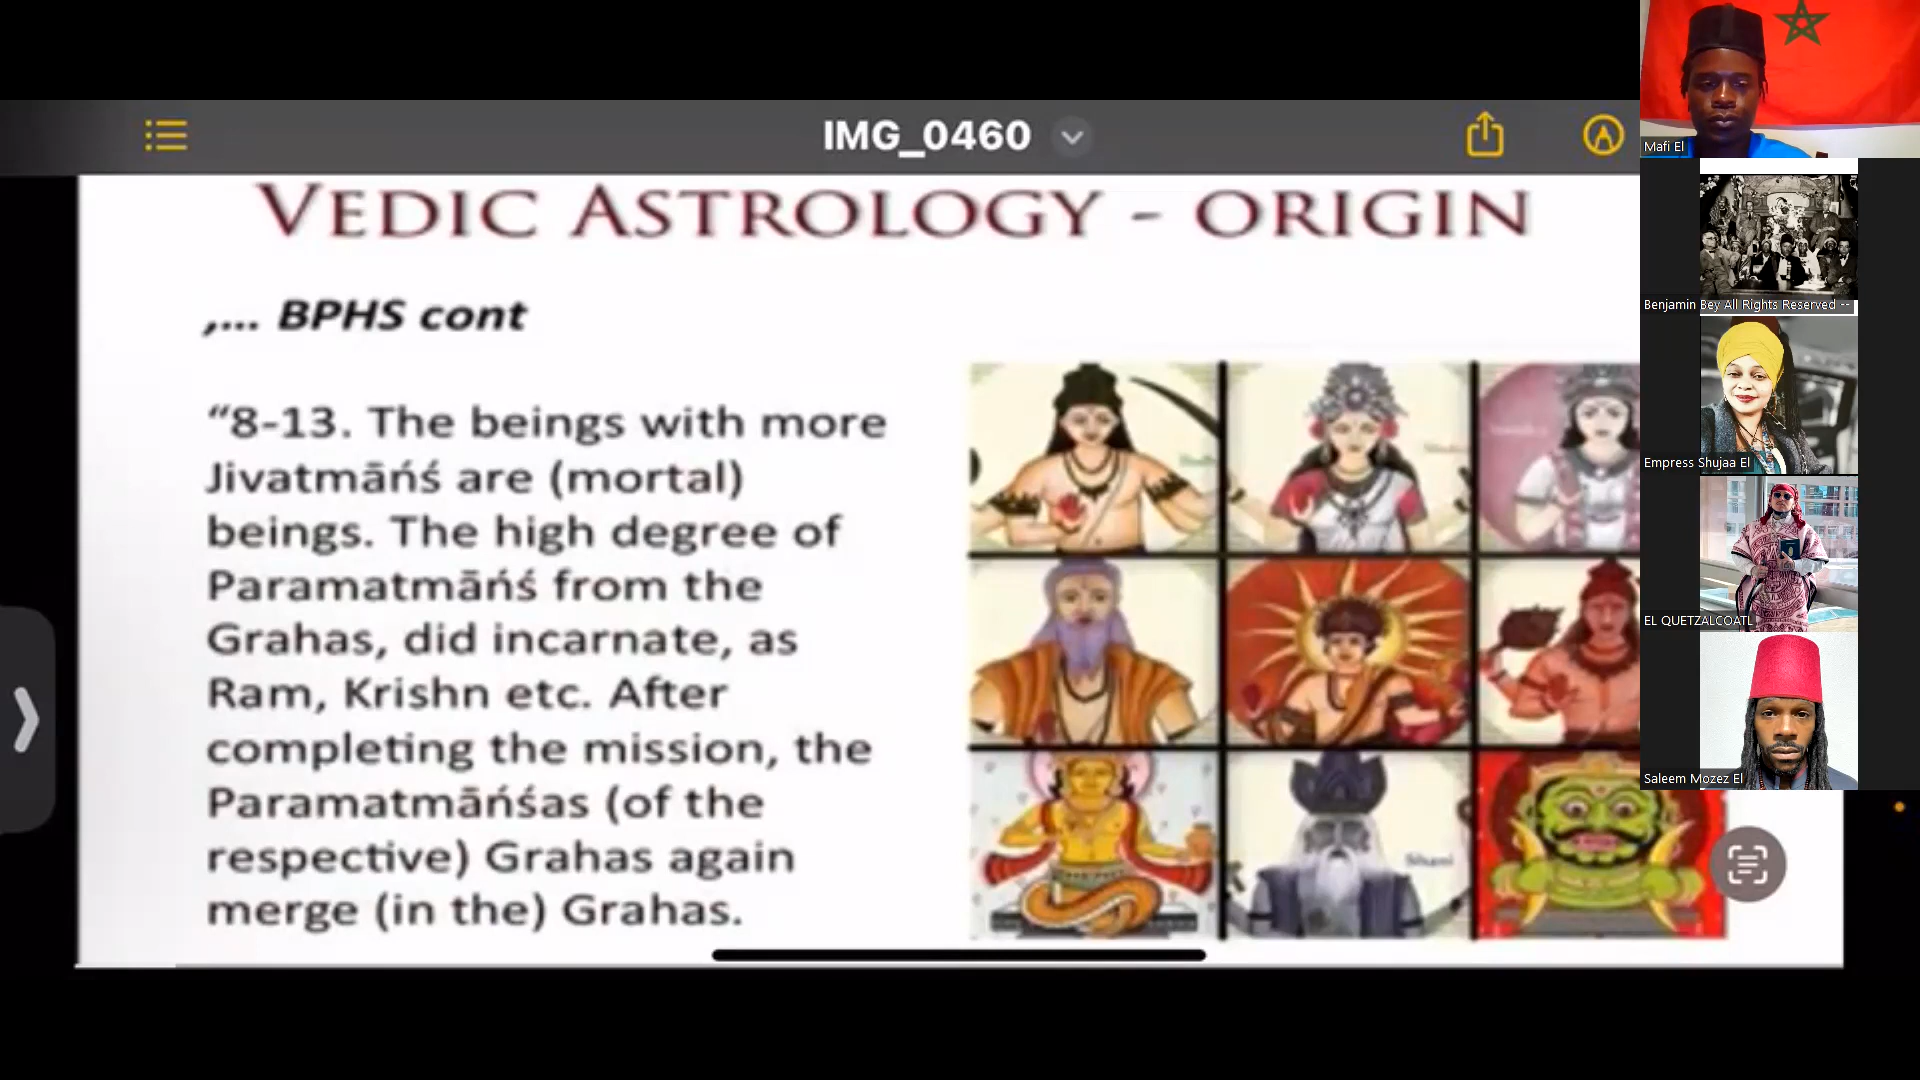 IMG_0460
VEDIC ASTROLOGY - ORIGIN
,... BPHS cont
“8-13. The beings with more
Jivatmāńś are (mortal)
beings. The high degree of
Paramatmāńś from the
Grahas, did incarnate, as
Ram, Krishn etc. After
completing the mission, the
Paramatmāńśas (of the
respective) Grahas again
merge (in the) Grahas.
Mafi El
Benjamin Bey All Rights Reserved --
Empress Shujaa El
EL QUETZALCOATL
Saleem Mozez El